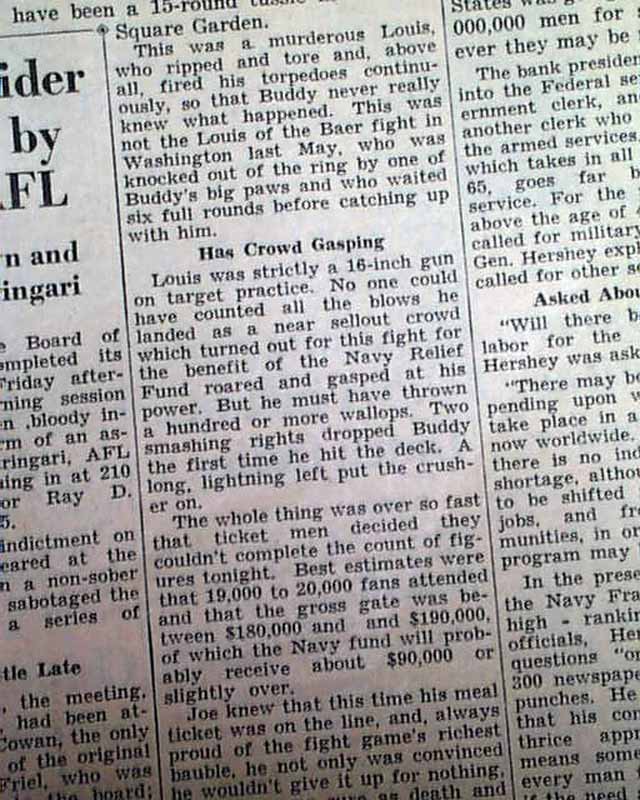 ider
by
AFL
n and
ingari
Board of
ompleted its
Friday after-
ning session
en bloody in-
rm of an as-
ringari, AFL
ing in at 210
or Ray D.
5.
indictment on
eared at the
n a non-sober
sabotaged the
a series of
tle Late
the meeting,
had been at-
Cowan, the only
of the original
Friel, who was
the board;
have been a 15-round
Square Garden.
This was a murderous Louis,
who ripped and tore and, above
all, fired his torpedoes continu-
ously, so that Buddy never really
knew what happened. This was
not the Louis of the Baer fight in
Washington last May, who was
knocked out of the ring by one of
Buddy's big paws and who waited
six full rounds before catching up
with him.
Has Crowd Gasping
Louis was strictly a 16-inch gun
on target practice. No one could
have counted all the blows he
landed as a near sellout crowd
which turned out for this fight for
the benefit of the Navy Relief
Fund roared and gasped at his
power. But he must have thrown
a hundred or more wallops. Two
smashing rights dropped Buddy
the first time he hit the deck. A
long, lightning left put the crush-
er on.
The whole thing was over so fast
that ticket men decided they
couldn't complete the count of fig-
ures tonight. Best estimates were
that 19,000 to 20,000 fans attended
and that the gross gate was be-
tween $180,000 and and $190,000,
of which the Navy fund will prob-
ably receive about $90,000 or
slightly over.
Joe knew that this time his meal
ticket was on the line, and, always
proud of the fight game's richest
bauble, he not only was convinced
he wouldn't give it up for nothing,
as death and
States was
000,000 men for
ever they may be
The bank presiden
into the Federal se
ernment clerk, an
another clerk who
the armed services.
which takes in all
65, goes far b
service. For the
above the age of
called for military
Gen. Hershey exp
called for other s
Asked Abou
"Will there b
labor for the
Hershey was ask
"There may be
pending upon w
take place in a
now worldwide.
there is no ind
shortage, althou
to be shifted
jobs, and fr
munities, in or
program may
In the prese
the Navy Fra
high - rankin
officials, Her
questions "o
300 newspape
punches. He
that his con
thrice appr
means some
every man
if the need